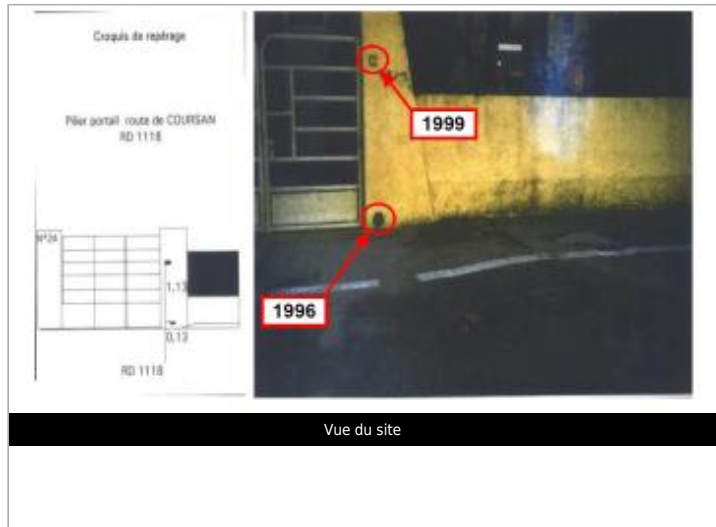 Croquis de repérage
Pilier portail route de COURSAN
RD 1118
N°24
1,13
0,13
RD 1118
1999
1996
Vue du site